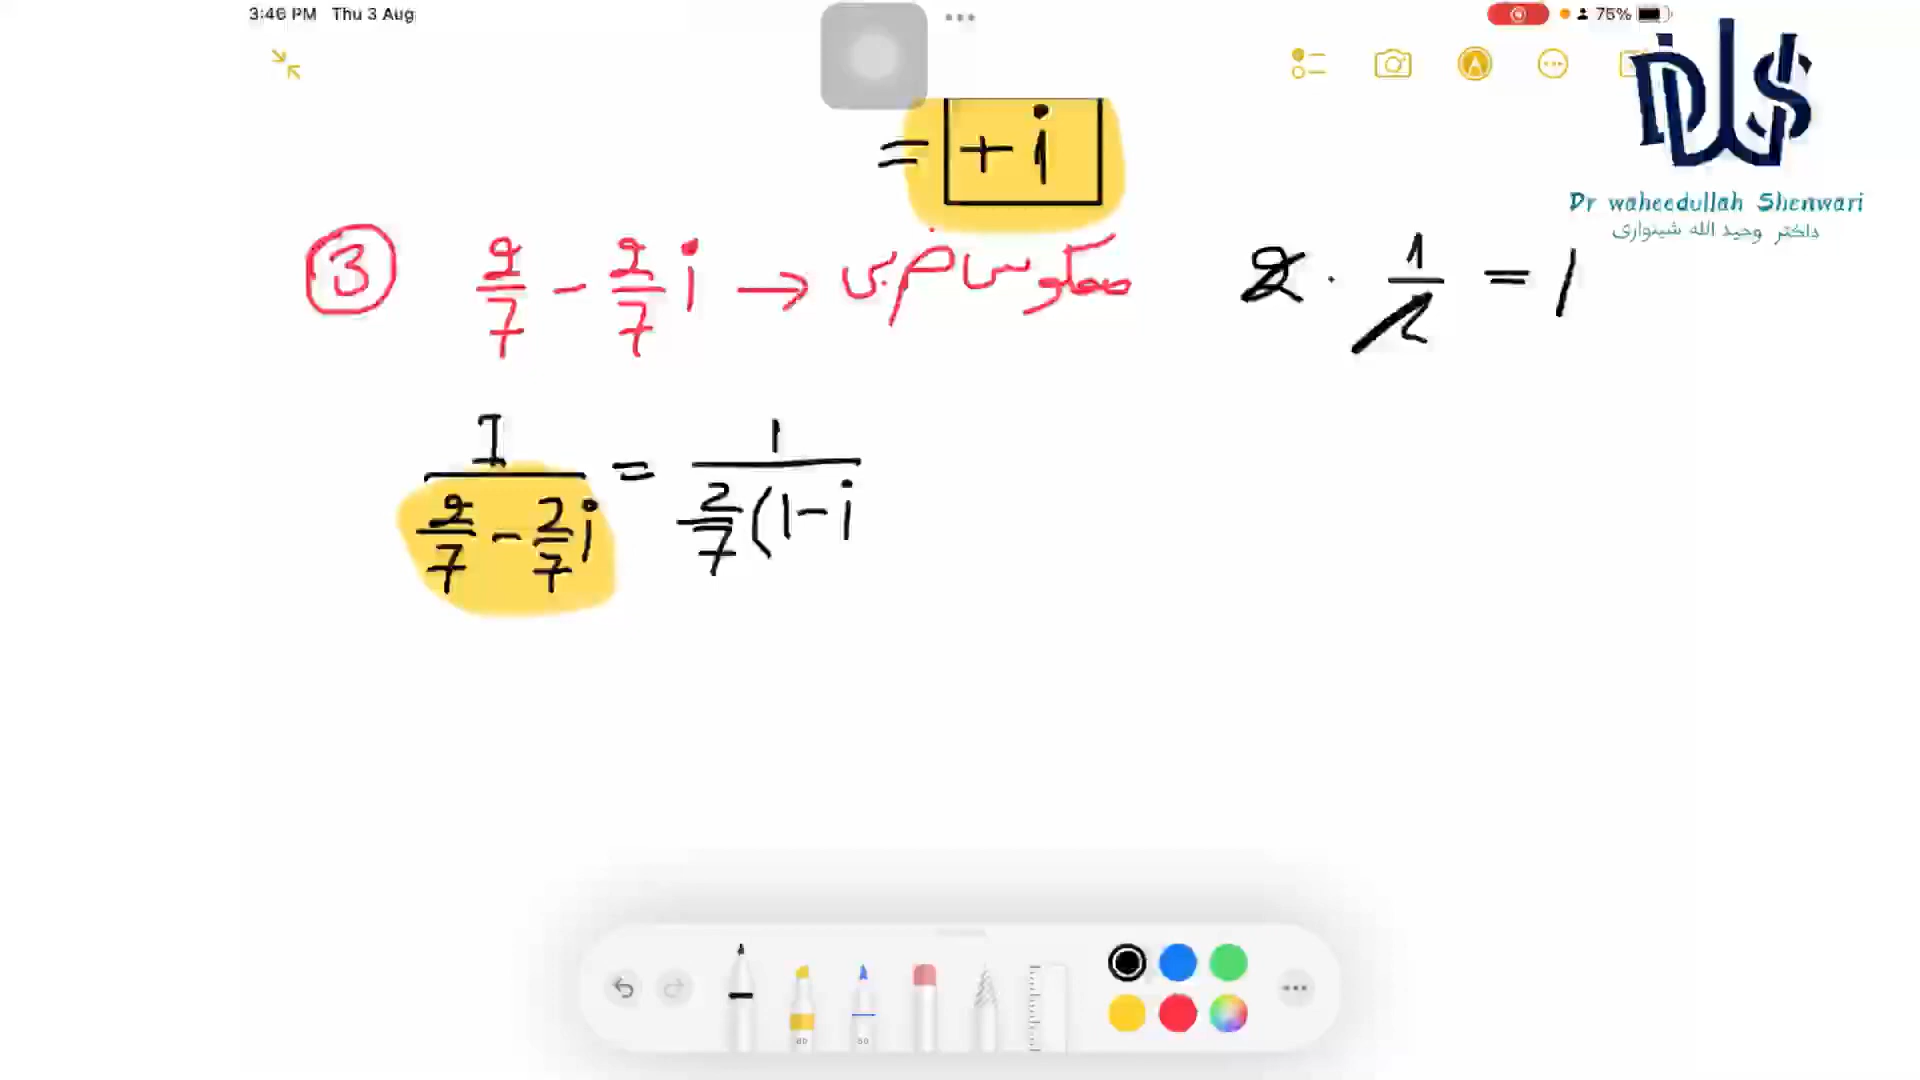 3:46 PM Thu 3 Aug
75%
DWS
Dr waheedullah Shenwari
داکتر وحید الله شینواری
= +i
③ 2/7 - 2/7 i → معکوس ضربی
2 · 1/2 = 1
1/(2/7 - 2/7 i) = 1/(2/7 (1-i